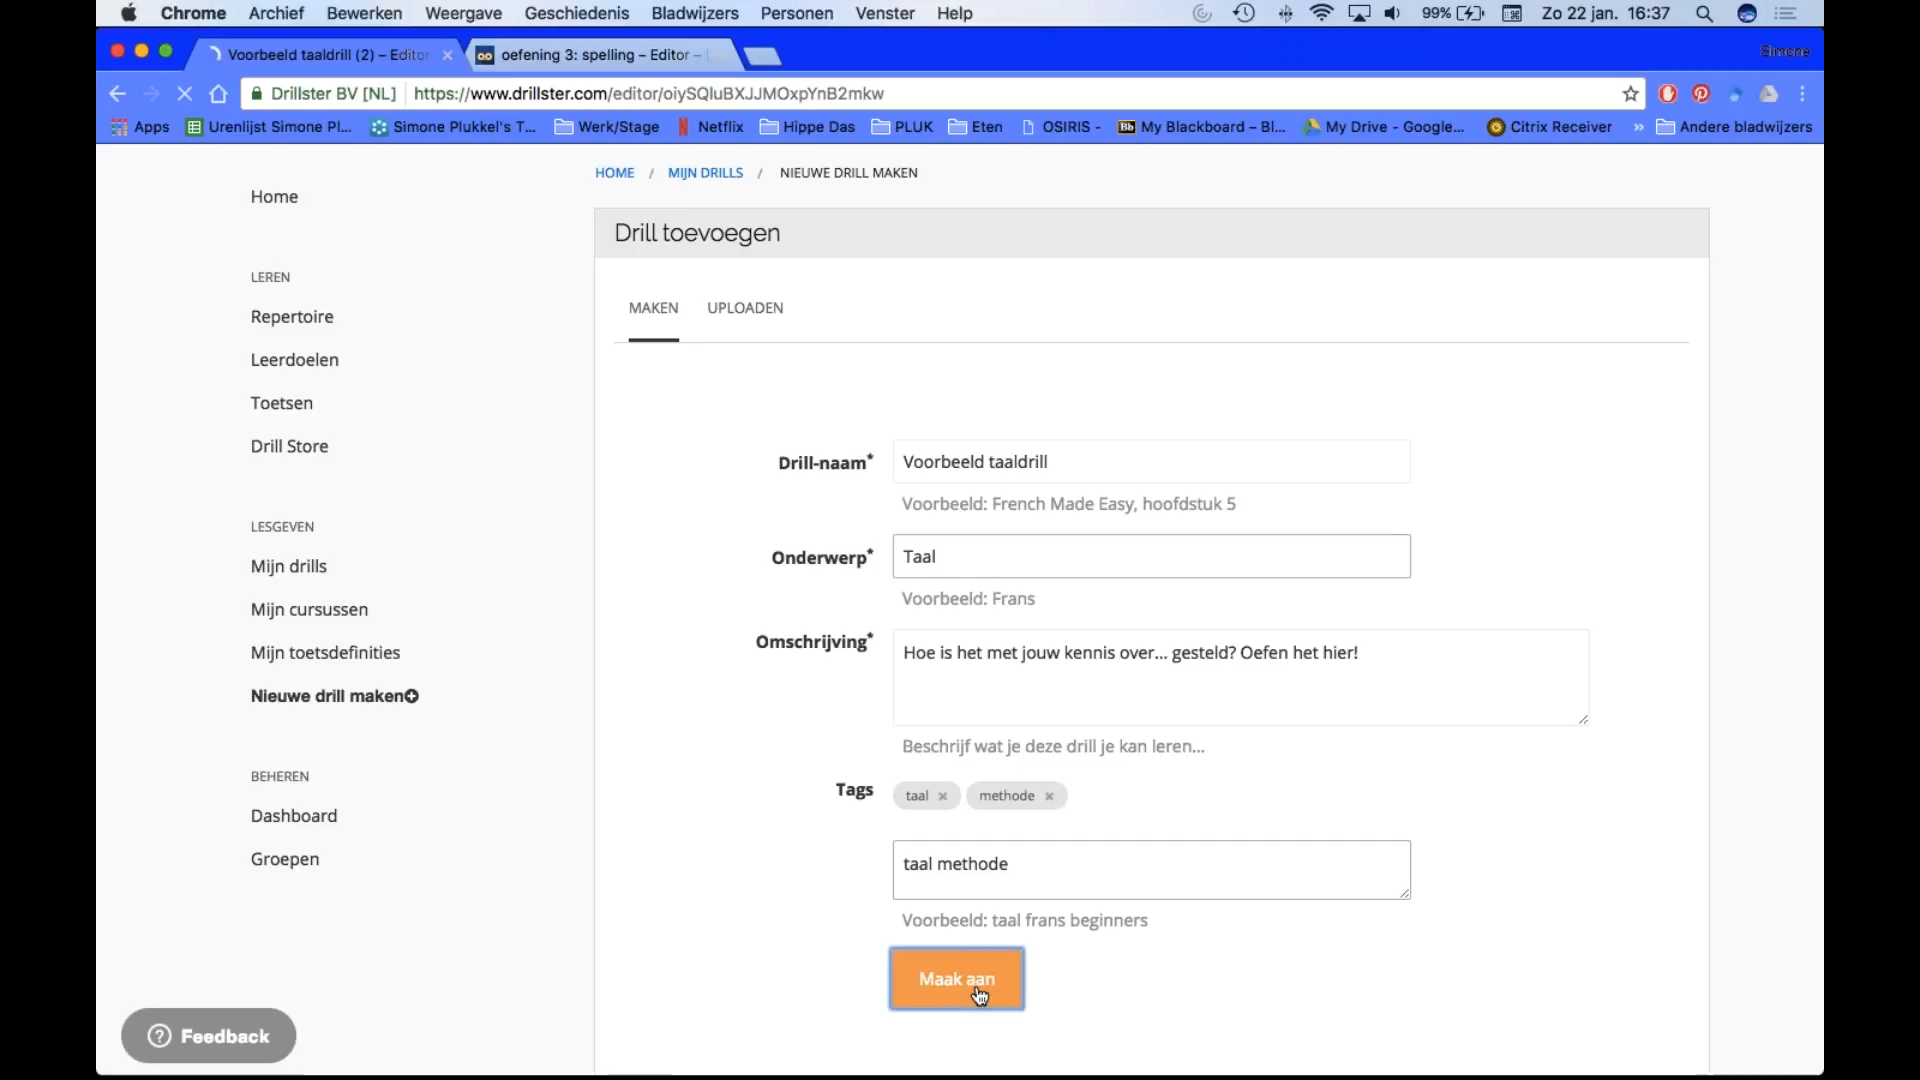 Chrome Archief Bewerken Weergave Geschiedenis Bladwijzers Personen Venster Help 99% Zo 22 jan. 16:37
Voorbeeld taaldrill (2) – Editor oefening 3: spelling – Editor – Simone
Drillster BV [NL] https://www.drillster.com/editor/oiySQIuBXJJMOxpYnB2mkw
Apps Urenlijst Simone Pl... Simone Plukkel's T... Werk/Stage Netflix Hippe Das PLUK Eten OSIRIS - Bb My Blackboard – Bl... My Drive - Google... Citrix Receiver » Andere bladwijzers
HOME / MIJN DRILLS / NIEUWE DRILL MAKEN
Home
LEREN
Repertoire
Leerdoelen
Toetsen
Drill Store
LESGEVEN
Mijn drills
Mijn cursussen
Mijn toetsdefinities
Nieuwe drill maken
BEHEREN
Dashboard
Groepen
Feedback
Drill toevoegen
MAKEN UPLOADEN
Drill-naam* Voorbeeld taaldrill
Voorbeeld: French Made Easy, hoofdstuk 5
Onderwerp* Taal
Voorbeeld: Frans
Omschrijving* Hoe is het met jouw kennis over... gesteld? Oefen het hier!
Beschrijf wat je deze drill je kan leren...
Tags taal × methode ×
taal methode
Voorbeeld: taal frans beginners
Maak aan